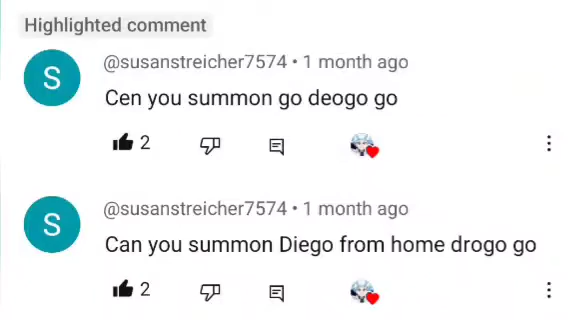 Highlighted comment
@susanstreicher7574 • 1 month ago
S
Cen you summon go deogo go
2
@susanstreicher7574 • 1 month ago
S
Can you summon Diego from home drogo go
2